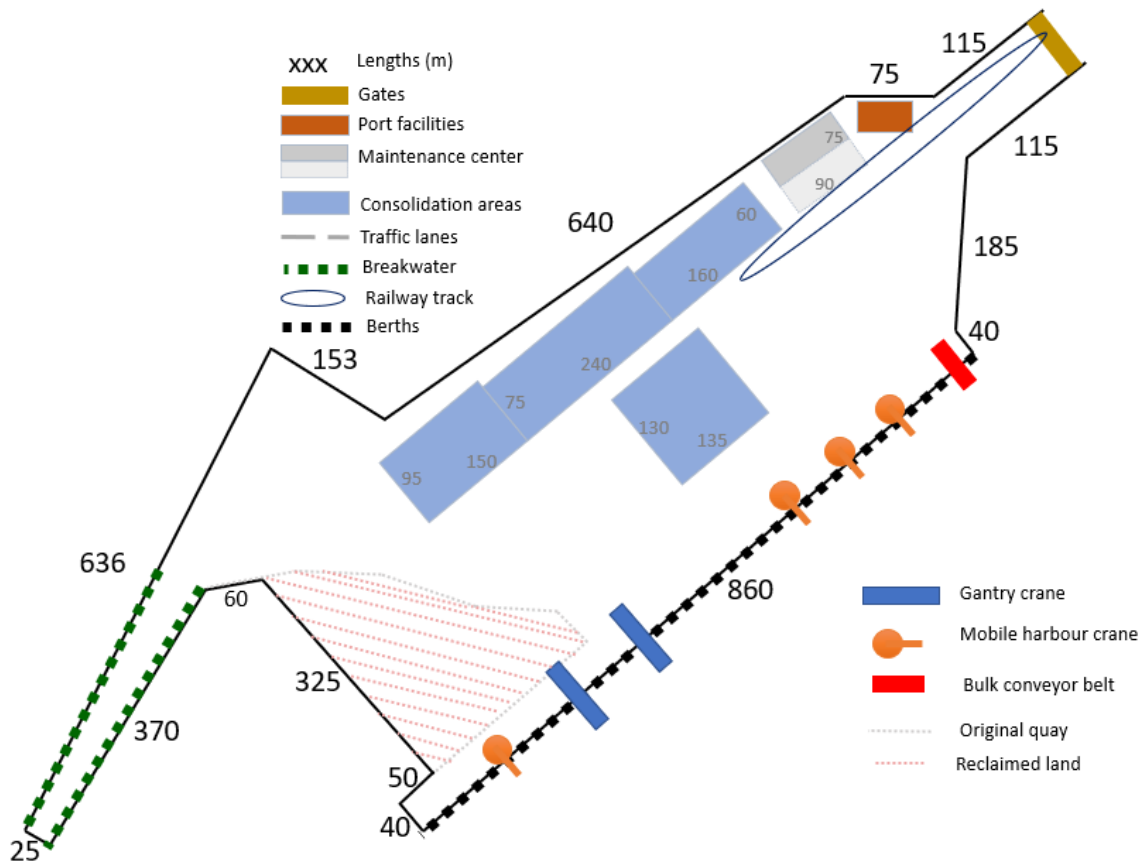 115
75
XXX Lengths (m)
Gates
Port facilities
Maintenance center
75
115
90
Consolidation areas
60
640
Traffic lanes
185
Breakwater
160
Railway track
Berths
40
153
240
75
130
135
95
150
636
860
60
Gantry crane
Mobile harbour crane
325
Bulk conveyor belt
370
Original quay
50
Reclaimed land
40
25